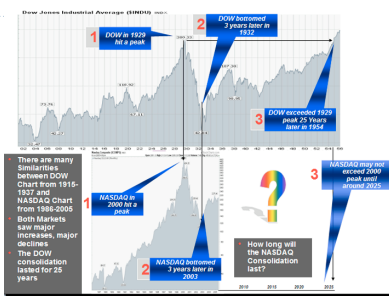 Dow Jones Industrial Average ($INDU)
1
DOW in 1929
hit a peak
2
DOW bottomed
3 years later in
1932
3
DOW exceeded 1929
peak 25 Years
later in 1954
• There are many
Similarities
between DOW
Chart from 1915-
1937 and
NASDAQ Chart
from 1986-2005
• Both Markets
saw major
increases, major
declines
• The DOW
consolidation
lasted for 25
years
1
NASDAQ in
2000 hit a
peak
2
NASDAQ bottomed
3 years later in
2003
?
• How long will
the NASDAQ
Consolidation
last?
3
NASDAQ may not
exceed 2000
peak until
around 2025
2010
2015
2020
2025